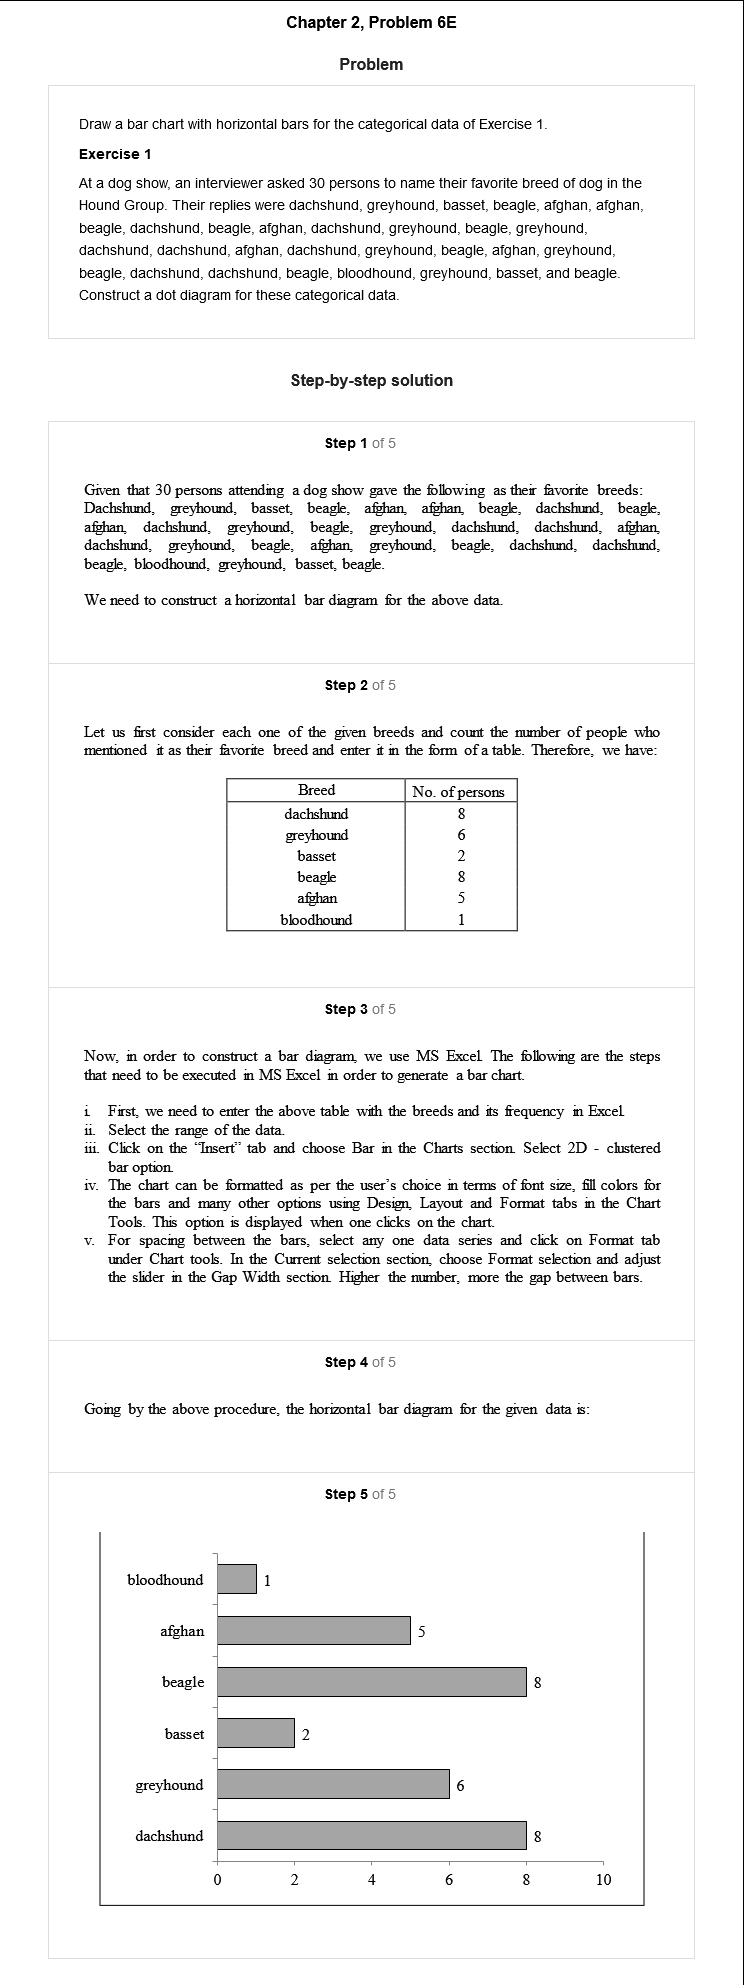 Chapter 2, Problem 6E
Problem
Draw a bar chart with horizontal bars for the categorical data of Exercise 1.
Exercise 1
At a dog show, an interviewer asked 30 persons to name their favorite breed of dog in the
Hound Group. Their replies were dachshund, greyhound, basset, beagle, afghan, afghan,
beagle, dachshund, beagle, afghan, dachshund, greyhound, beagle, greyhound,
dachshund, dachshund, afghan, dachshund, greyhound, beagle, afghan, greyhound,
beagle, dachshund, dachshund, beagle, bloodhound, greyhound, basset, and beagle.
Construct a dot diagram for these categorical data.
Step-by-step solution
Step 1 of 5
Given that 30 persons attending a dog show gave the following as their favorite breeds:
Dachshund, greyhound, basset, beagle, afghan, afghan, beagle, dachshund, beagle,
afghan, dachshund, greyhound, beagle, greyhound, dachshund, dachshund, afghan,
dachshund, greyhound, beagle, afghan, greyhound, beagle, dachshund, dachshund,
beagle, bloodhound, greyhound, basset, beagle.
We need to construct a horizontal bar diagram for the above data.
Step 2 of 5
Let us first consider each one of the given breeds and count the number of people who
mentioned it as their favorite breed and enter it in the form of a table. Therefore, we have:
Breed No. of persons
dachshund 8
greyhound 6
basset 2
beagle 8
afghan 5
bloodhound 1
Step 3 of 5
Now, in order to construct a bar diagram, we use MS Excel. The following are the steps
that need to be executed in MS Excel in order to generate a bar chart.
i. First, we need to enter the above table with the breeds and its frequency in Excel.
ii. Select the range of the data.
iii. Click on the “Insert” tab and choose Bar in the Charts section. Select 2D - clustered
bar option.
iv. The chart can be formatted as per the user’s choice in terms of font size, fill colors for
the bars and many other options using Design, Layout and Format tabs in the Chart
Tools. This option is displayed when one clicks on the chart.
v. For spacing between the bars, select any one data series and click on Format tab
under Chart tools. In the Current selection section, choose Format selection and adjust
the slider in the Gap Width section. Higher the number, more the gap between bars.
Step 4 of 5
Going by the above procedure, the horizontal bar diagram for the given data is:
Step 5 of 5
bloodhound 1
afghan 5
beagle 8
basset 2
greyhound 6
dachshund 8
0 2 4 6 8 10